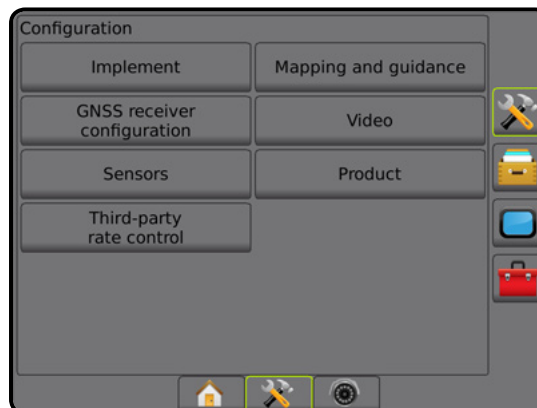 Configuration
Implement
Mapping and guidance
GNSS receiver
configuration
Video
Sensors
Product
Third-party
rate control